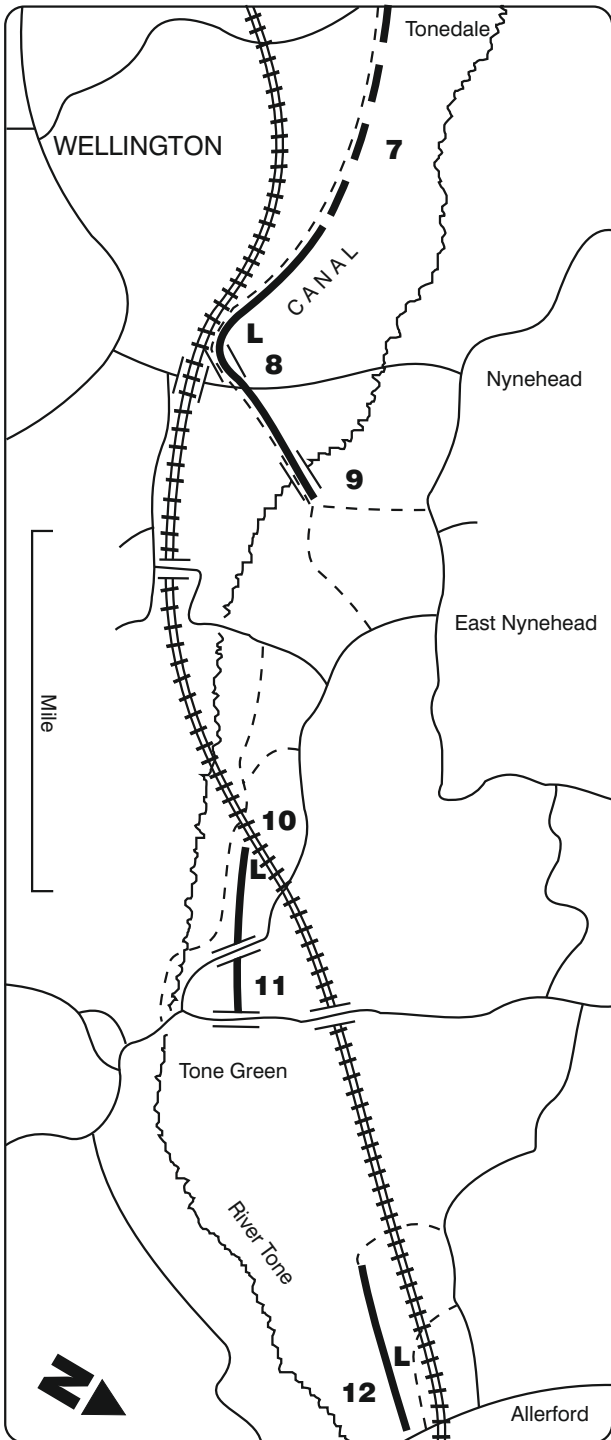 Tonedale
WELLINGTON
7
CANAL
L
8
Nynehead
9
East Nynehead
Mile
10
L
11
Tone Green
River Tone
L
12
N
Allerford